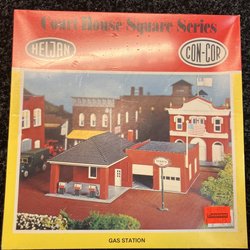 Court House Square Series
HELJAN
CON-COR
GAS STATION